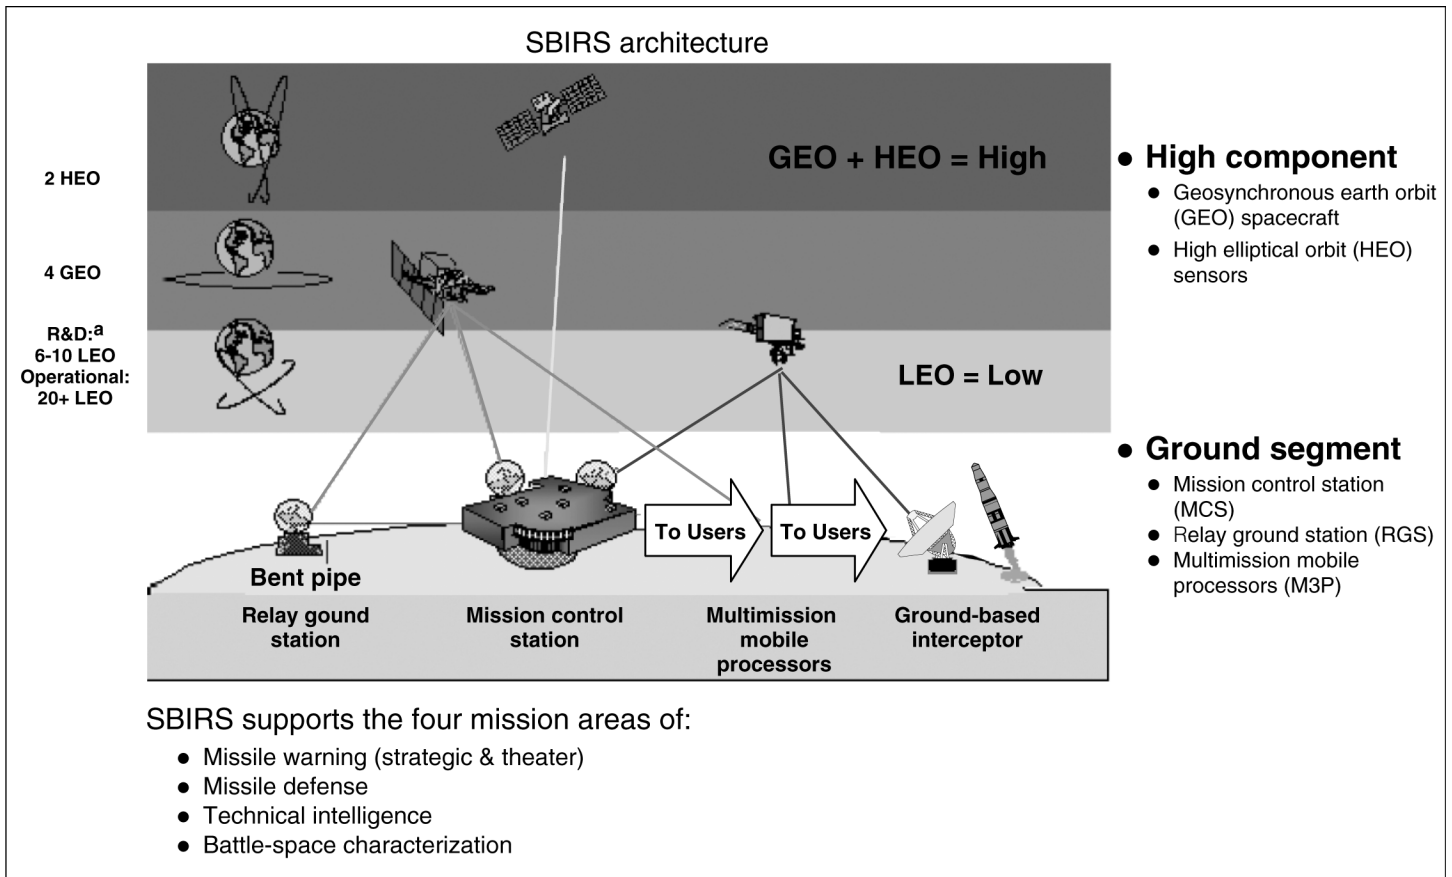 SBIRS architecture
2 HEO
4 GEO
R&D:a
6-10 LEO
Operational:
20+ LEO
GEO + HEO = High
LEO = Low
To Users
To Users
Bent pipe
Relay gound
station
Mission control
station
Multimission
mobile
processors
Ground-based
interceptor
● High component
● Geosynchronous earth orbit
(GEO) spacecraft
● High elliptical orbit (HEO)
sensors
● Ground segment
● Mission control station
(MCS)
● Relay ground station (RGS)
● Multimission mobile
processors (M3P)
SBIRS supports the four mission areas of:
● Missile warning (strategic & theater)
● Missile defense
● Technical intelligence
● Battle-space characterization